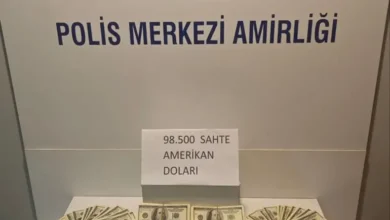 POLİS MERKEZİ AMİRLİĞİ
98.500 SAHTE
AMERİKAN
DOLARI